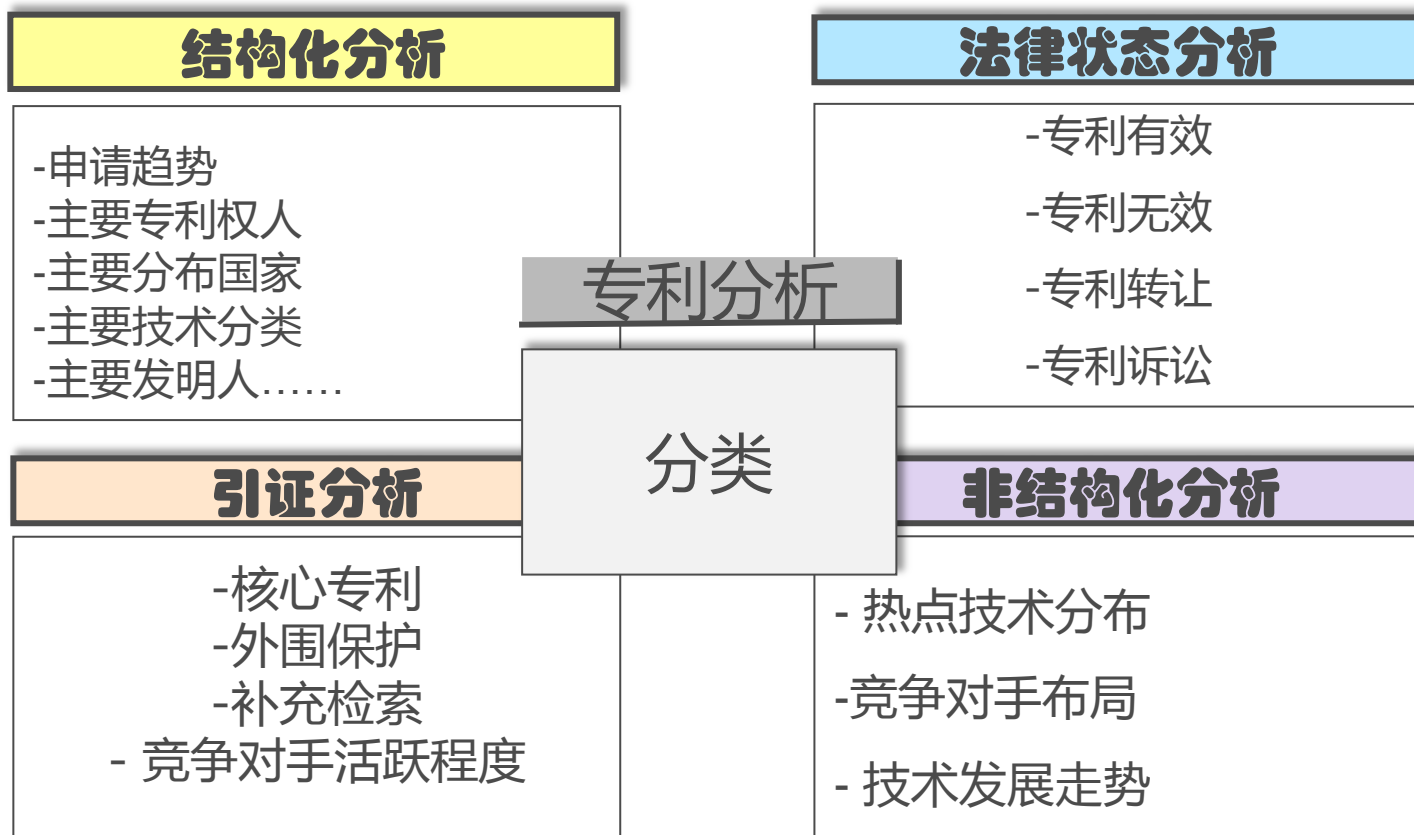 结构化分析
-申请趋势
-主要专利权人
-主要分布国家
-主要技术分类
-主要发明人……
法律状态分析
-专利有效
-专利无效
-专利转让
-专利诉讼
专利分析
分类
引证分析
-核心专利
-外围保护
-补充检索
- 竞争对手活跃程度
非结构化分析
- 热点技术分布
-竞争对手布局
- 技术发展走势